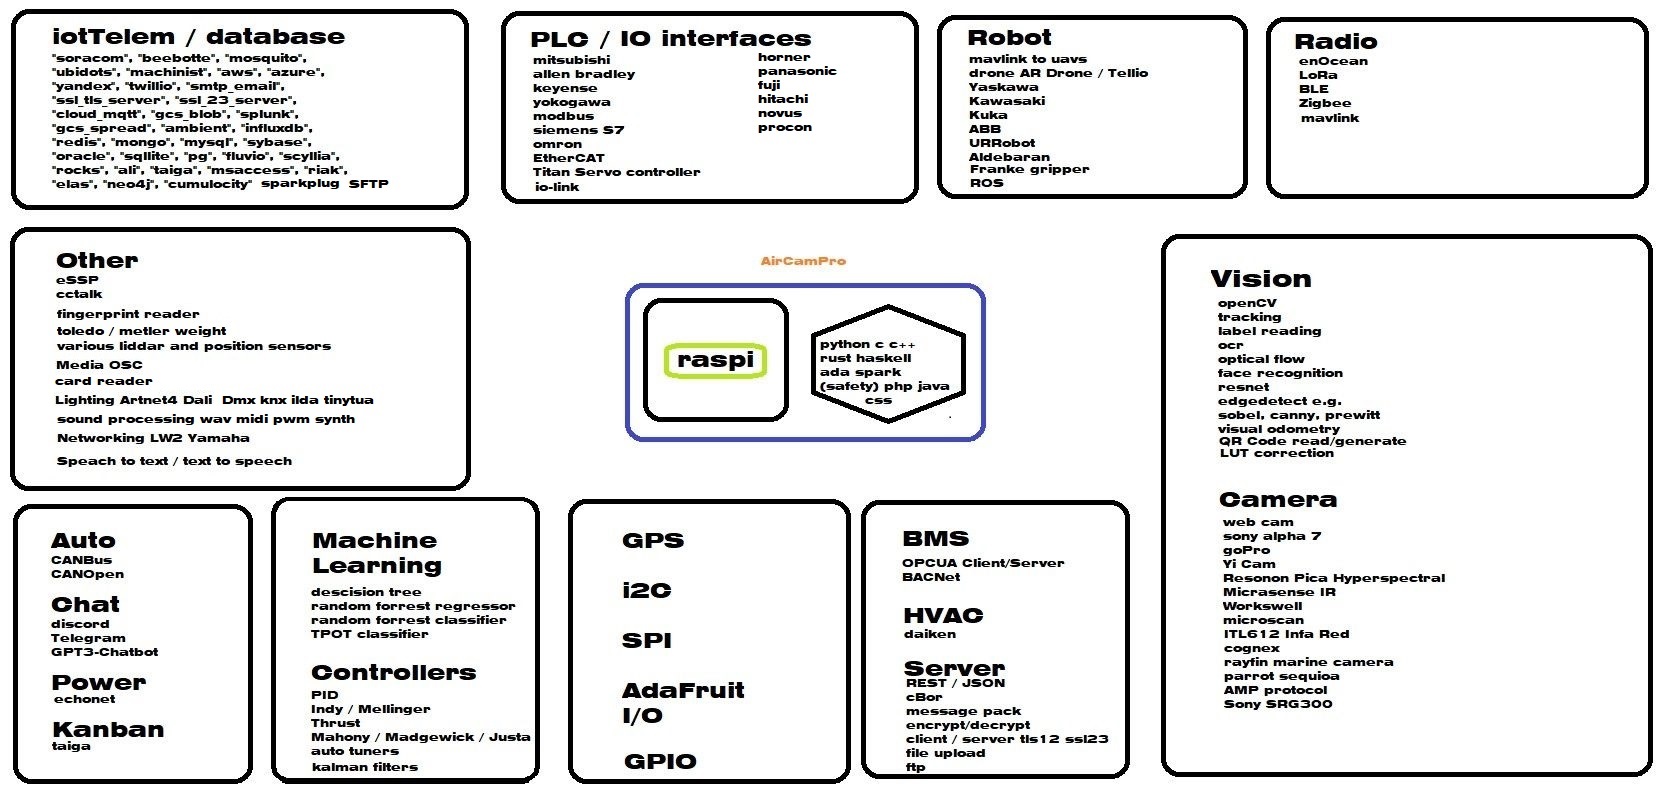 iotTelem / database
"soracom", "beebotte", "mosquito",
"ubidots", "machinist", "aws", "azure",
"yandex", "twillio", "smtp_email",
"ssl_tls_server", "ssl_23_server",
"cloud_mqtt", "gcs_blob", "splunk",
"gcs_spread", "ambient", "influxdb",
"redis", "mongo", "mysql", "sybase",
"oracle", "sqllite", "pg", "fluvio", "scyllia",
"rocks", "ali", "taiga", "msaccess", "riak",
"elas", "neo4j", "cumulocity" sparkplug SFTP
PLC / IO interfaces
mitsubishi
allen bradley
keyense
yokogawa
modbus
siemens S7
omron
EtherCAT
Titan Servo controller
io-link
horner
panasonic
fuji
hitachi
novus
procon
Robot
mavlink to uavs
drone AR Drone / Tellio
Yaskawa
Kawasaki
Kuka
ABB
URRobot
Aldebaran
Franke gripper
ROS
Radio
enOcean
LoRa
BLE
Zigbee
mavlink
Other
eSSP
cctalk
fingerprint reader
toledo / metler weight
various liddar and position sensors
Media OSC
card reader
Lighting Artnet4 Dali Dmx knx ilda tinytua
sound processing wav midi pwm synth
Networking LW2 Yamaha
Speach to text / text to speech
AirCamPro
raspi
python c c++
rust haskell
ada spark
(safety) php java
css
Vision
openCV
tracking
label reading
ocr
optical flow
face recognition
resnet
edgedetect e.g.
sobel, canny, prewitt
visual odometry
QR Code read/generate
LUT correction
Camera
web cam
sony alpha 7
goPro
Yi Cam
Resonon Pica Hyperspectral
Micrasense IR
Workswell
microscan
ITL612 Infa Red
cognex
rayfin marine camera
parrot sequioa
AMP protocol
Sony SRG300
Auto
CANBus
CANOpen
Chat
discord
Telegram
GPT3-Chatbot
Power
echonet
Kanban
taiga
Machine
Learning
descision tree
random forrest regressor
random forrest classifier
TPOT classifier
Controllers
PID
Indy / Mellinger
Thrust
Mahony / Madgewick / Justa
auto tuners
kalman filters
GPS
i2C
SPI
AdaFruit
I/O
GPIO
BMS
OPCUA Client/Server
BACNet
HVAC
daiken
Server
REST / JSON
cBor
message pack
encrypt/decrypt
client / server tls12 ssl23
file upload
ftp